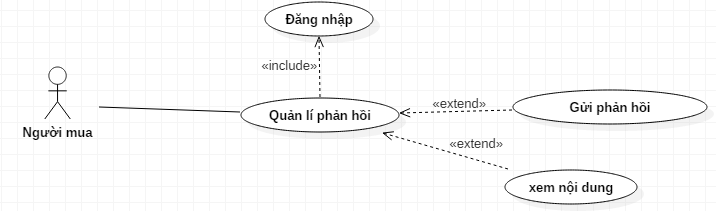 Đăng nhập
«include»
Người mua
Quản lí phản hồi
«extend»
Gửi phản hồi
«extend»
xem nội dung